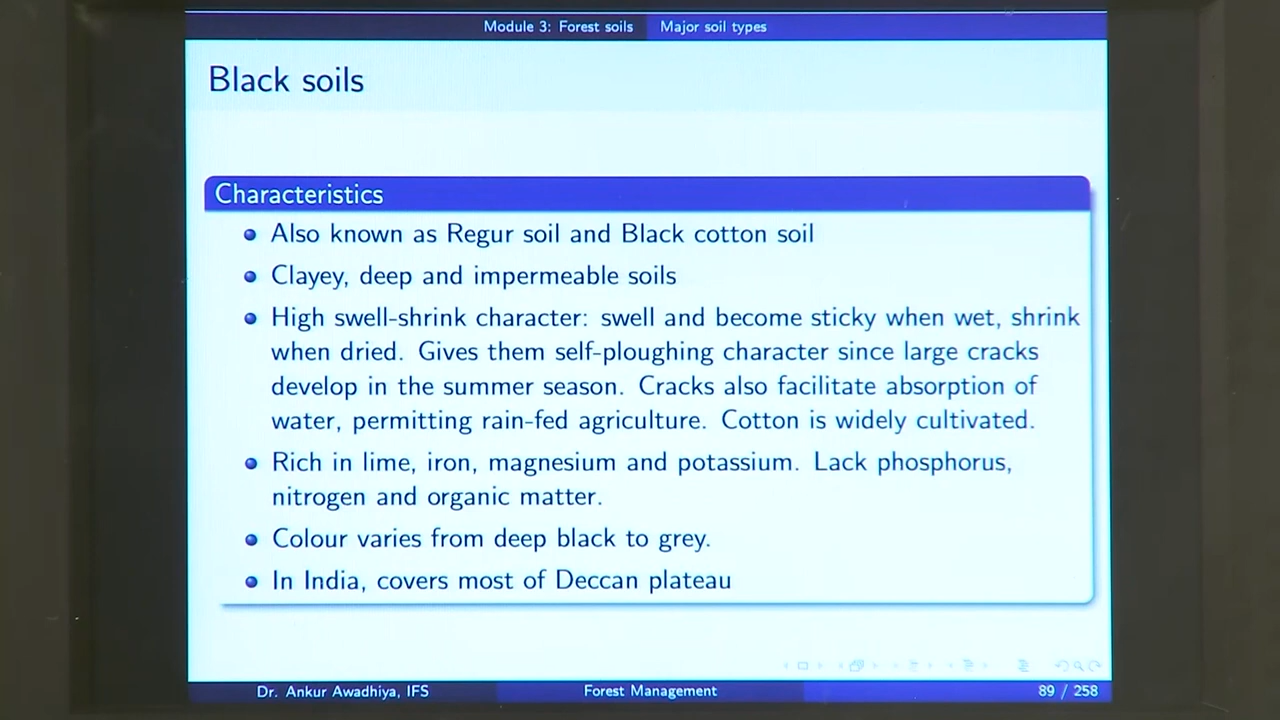 Module 3: Forest soils Major soil types
Black soils
Characteristics
Also known as Regur soil and Black cotton soil
Clayey, deep and impermeable soils
High swell-shrink character: swell and become sticky when wet, shrink
when dried. Gives them self-ploughing character since large cracks
develop in the summer season. Cracks also facilitate absorption of
water, permitting rain-fed agriculture. Cotton is widely cultivated.
Rich in lime, iron, magnesium and potassium. Lack phosphorus,
nitrogen and organic matter.
Colour varies from deep black to grey.
In India, covers most of Deccan plateau
Dr. Ankur Awadhiya, IFS Forest Management 89 / 258